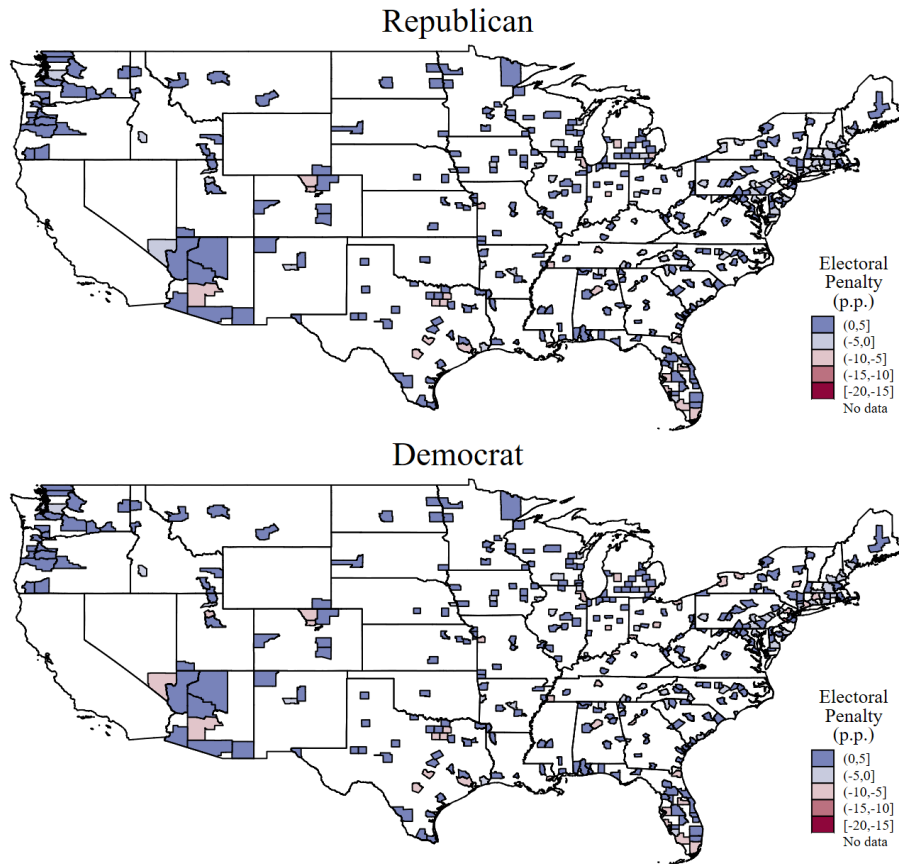 Republican
Electoral
Penalty
(p.p.)
(0,5]
(-5,0]
(-10,-5]
(-15,-10]
[-20,-15]
No data
Democrat
Electoral
Penalty
(p.p.)
(0,5]
(-5,0]
(-10,-5]
(-15,-10]
[-20,-15]
No data